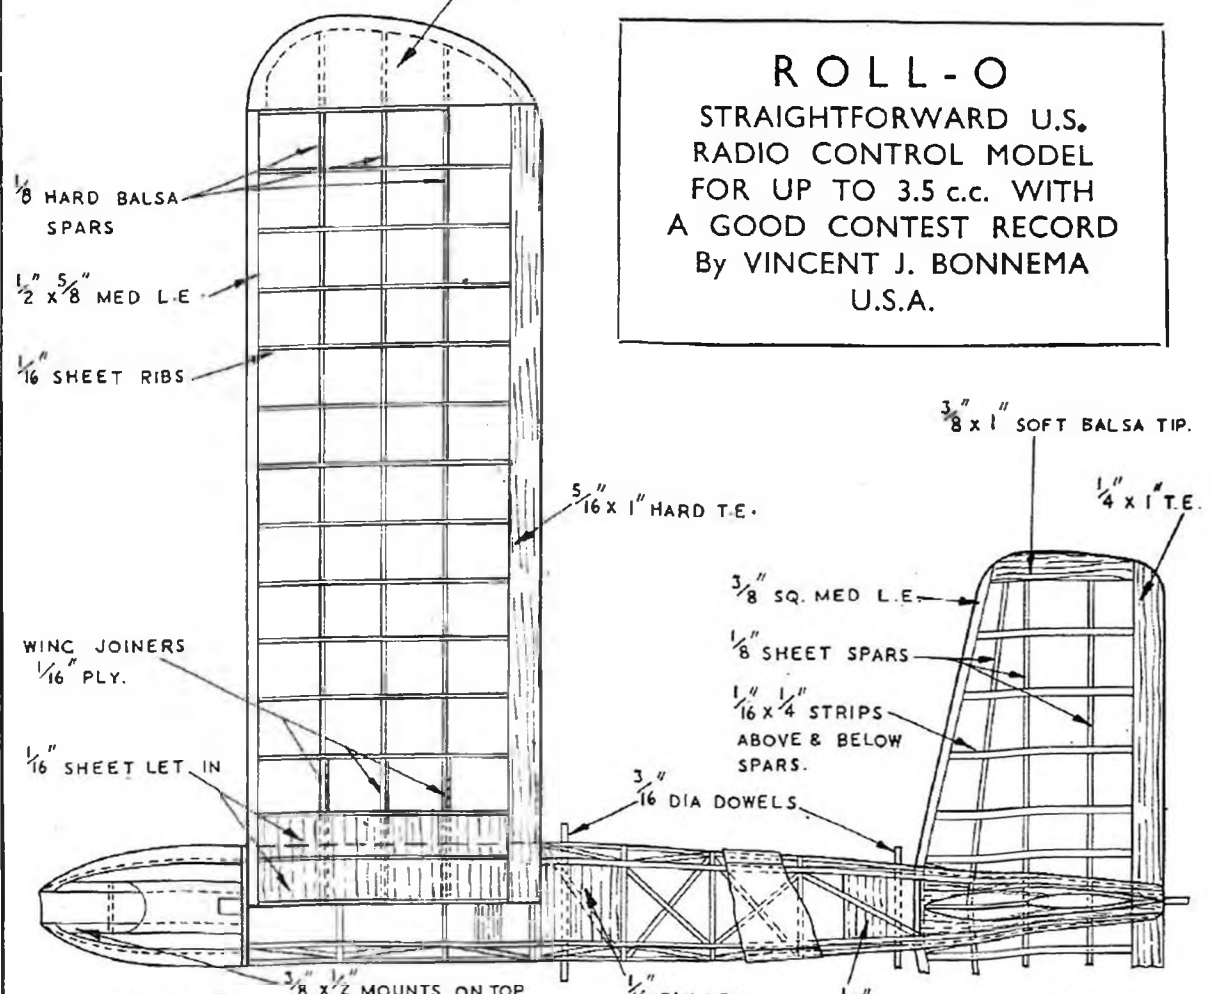 ROLL-O
STRAIGHTFORWARD U.S.
RADIO CONTROL MODEL
FOR UP TO 3.5 c.c. WITH
A GOOD CONTEST RECORD
By VINCENT J. BONNEMA
U.S.A.
1/8 HARD BALSA
SPARS
1/2" x 5/8" MED L.E
1/16" SHEET RIBS
3/8" x 1" SOFT BALSA TIP.
1/4" x 1" T.E.
5/16" x 1" HARD T.E.
3/8" SQ. MED L.E.
1/8" SHEET SPARS
1/16" x 1/4" STRIPS
ABOVE & BELOW
SPARS.
WING JOINERS
1/16" PLY.
1/16" SHEET LET IN
3/16" DIA DOWELS
3/8 x 1/2" MOUNTS ON TOP